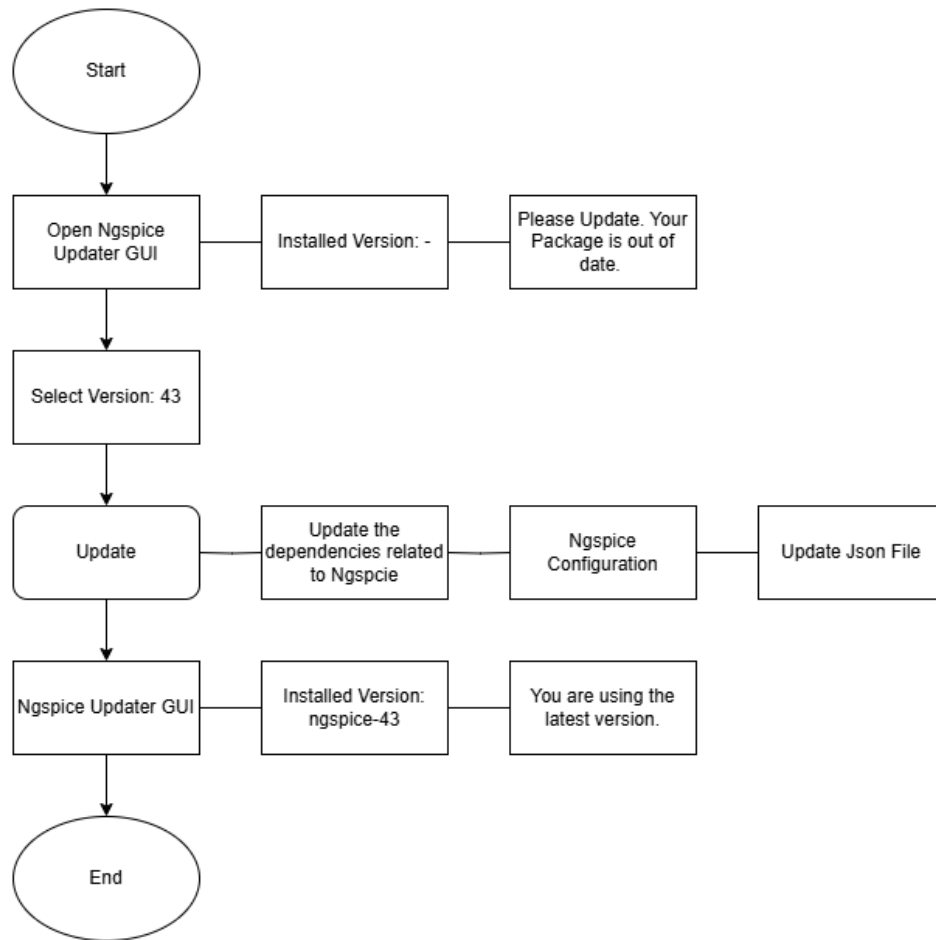 Start
Open Ngspice
Updater GUI
Installed Version: -
Please Update. Your
Package is out of
date.
Select Version: 43
Update
Update the
dependencies related
to Ngspcie
Ngspice
Configuration
Update Json File
Ngspice Updater GUI
Installed Version:
ngspice-43
You are using the
latest version.
End